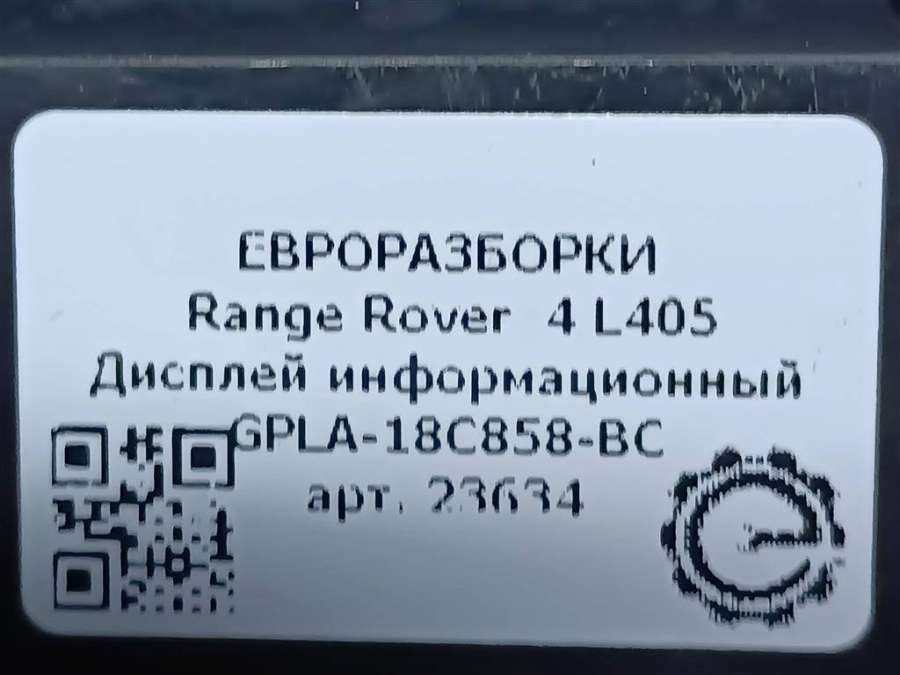 ЕВРОРАЗБОРКИ
Range Rover 4 L405
Дисплей информационный
GPLA-18C858-BC
арт. 23634